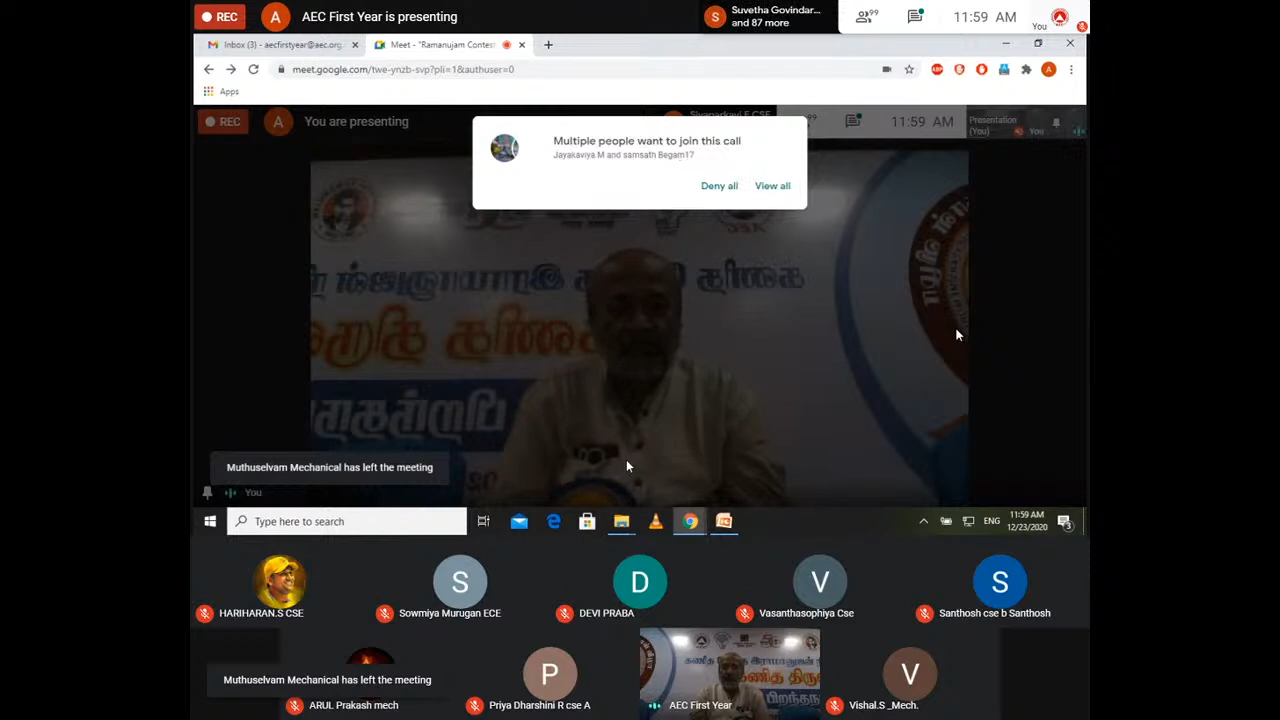 REC
A
AEC First Year is presenting
S
Suvetha Govindar...
and 87 more
99
11:59 AM
You
Inbox (3) - aecfirstyear@aec.org.
Meet - "Ramanujam Contest
meet.google.com/twe-ynzb-svp?pli=1&authuser=0
ABP
A
Apps
REC
A
You are presenting
11:59 AM
Presentation
(You)
You
Multiple people want to join this call
Jayakaviya M and samsath Begam17
Deny all
View all
Muthuselvam Mechanical has left the meeting
You
Type here to search
ENG
11:59 AM
12/23/2020
3
S
D
V
S
HARIHARAN.S CSE
Sowmiya Murugan ECE
DEVI PRABA
Vasanthasophiya Cse
Santhosh cse b Santhosh
P
V
Muthuselvam Mechanical has left the meeting
ARUL Prakash mech
Priya Dharshini R cse A
AEC First Year
Vishal.S _Mech.